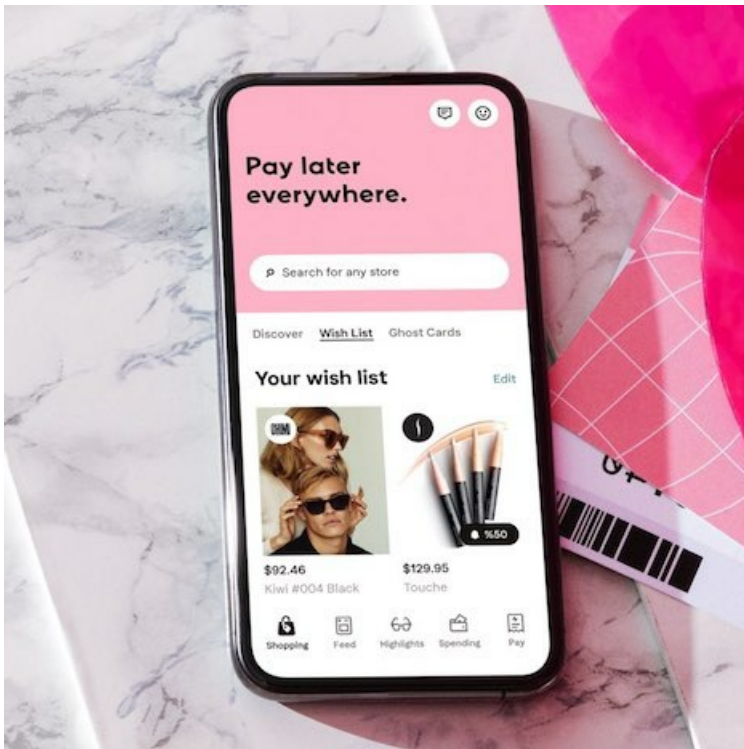 Pay later
everywhere.
Search for any store
Discover Wish List Ghost Cards
Your wish list
Edit
%50
$92.46
Kiwi #004 Black
$129.95
Touche
Shopping
Feed
Highlights
Spending
Pay